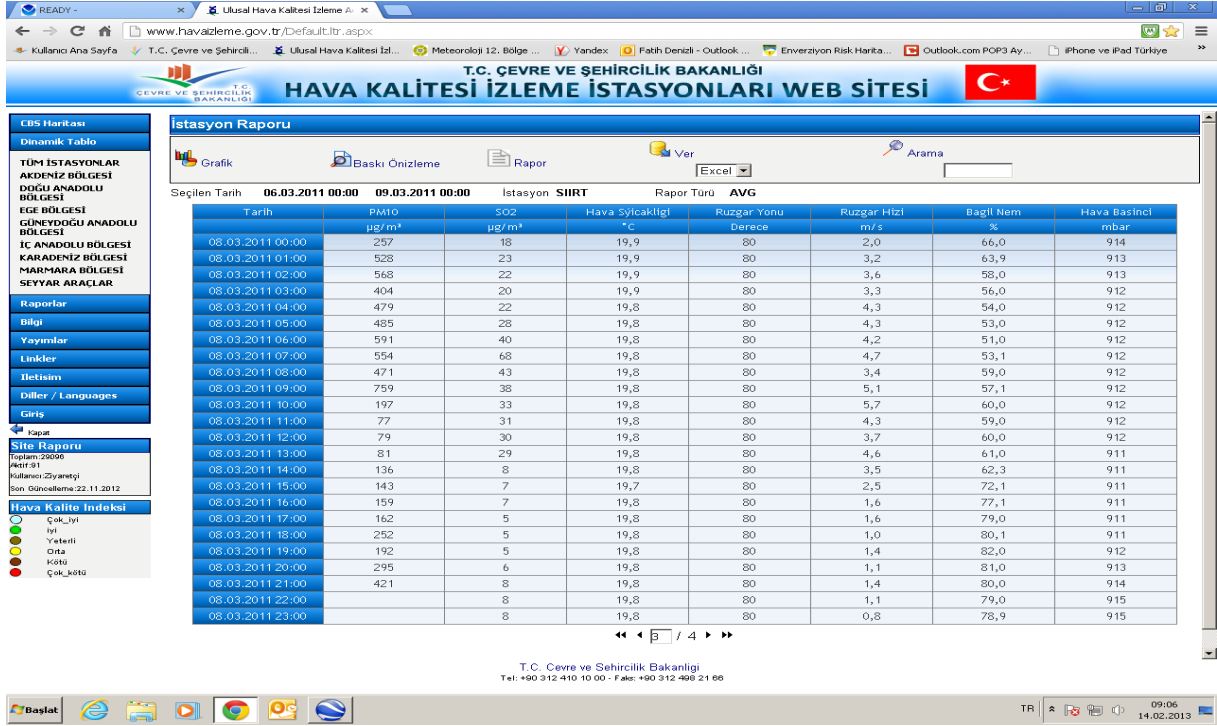 READY -
Ulusal Hava Kalitesi İzleme A
www.havaizleme.gov.tr/Default.ltr.aspx
Kullanıcı Ana Sayfa T.C. Çevre ve Şehircili... Ulusal Hava Kalitesi İzl... Meteoroloji 12. Bölge ... Yandex Fatih Denizli - Outlook ... Enverziyon Risk Harita... Outlook.com POP3 Ay... iPhone ve iPad Türkiye »
T.C. ÇEVRE VE ŞEHİRCİLİK BAKANLIĞI
HAVA KALİTESİ İZLEME İSTASYONLARI WEB SİTESİ
T.C.
ÇEVRE VE ŞEHİRCİLİK
BAKANLIĞI
CBS Haritası
Dinamik Tablo
TÜM İSTASYONLAR
AKDENİZ BÖLGESİ
DOĞU ANADOLU
BÖLGESİ
EGE BÖLGESİ
GÜNEYDOĞU ANADOLU
BÖLGESİ
İÇ ANADOLU BÖLGESİ
KARADENİZ BÖLGESİ
MARMARA BÖLGESİ
SEYYAR ARAÇLAR
Raporlar
Bilgi
Yayımlar
Linkler
Iletisim
Diller / Languages
Giriş
Kapat
Site Raporu
Toplam:29096
Aktif:91
Kullanıcı:Ziyaretçi
Son Güncelleme:22.11.2012
Hava Kalite Indeksi
Çok_iyi
İyi
Yeterli
Orta
Kötü
Çok_kötü
İstasyon Raporu
Grafik Baskı Önizleme Rapor Ver Arama
Excel
Seçilen Tarih 06.03.2011 00:00 09.03.2011 00:00 İstasyon SIIRT Rapor Türü AVG
Tarih PM10 SO2 Hava Sýicakligi Ruzgar Yonu Ruzgar Hizi Bagil Nem Hava Basinci
µg/m³ µg/m³ °C Derece m/s % mbar
08.03.2011 00:00 257 18 19,9 80 2,0 66,0 914
08.03.2011 01:00 528 23 19,9 80 3,2 63,9 913
08.03.2011 02:00 568 22 19,9 80 3,6 58,0 913
08.03.2011 03:00 404 20 19,9 80 3,3 56,0 912
08.03.2011 04:00 479 22 19,8 80 4,3 54,0 912
08.03.2011 05:00 485 28 19,8 80 4,3 53,0 912
08.03.2011 06:00 591 40 19,8 80 4,2 51,0 912
08.03.2011 07:00 554 68 19,8 80 4,7 53,1 912
08.03.2011 08:00 471 43 19,8 80 3,4 59,0 912
08.03.2011 09:00 759 38 19,8 80 5,1 57,1 912
08.03.2011 10:00 197 33 19,8 80 5,7 60,0 912
08.03.2011 11:00 77 31 19,8 80 4,3 59,0 912
08.03.2011 12:00 79 30 19,8 80 3,7 60,0 912
08.03.2011 13:00 81 29 19,8 80 4,6 61,0 911
08.03.2011 14:00 136 8 19,8 80 3,5 62,3 911
08.03.2011 15:00 143 7 19,7 80 2,5 72,1 911
08.03.2011 16:00 159 7 19,8 80 1,6 77,1 911
08.03.2011 17:00 162 5 19,8 80 1,6 79,0 911
08.03.2011 18:00 252 5 19,8 80 1,0 80,1 911
08.03.2011 19:00 192 5 19,8 80 1,4 82,0 912
08.03.2011 20:00 295 6 19,8 80 1,1 81,0 913
08.03.2011 21:00 421 8 19,8 80 1,4 80,0 914
08.03.2011 22:00 8 19,8 80 1,1 79,0 915
08.03.2011 23:00 8 19,8 80 0,8 78,9 915
3 / 4
T.C. Cevre ve Sehircilik Bakanligi
Tel: +90 312 410 10 00 - Faks: +90 312 498 21 66
Başlat
TR
09:06
14.02.2013